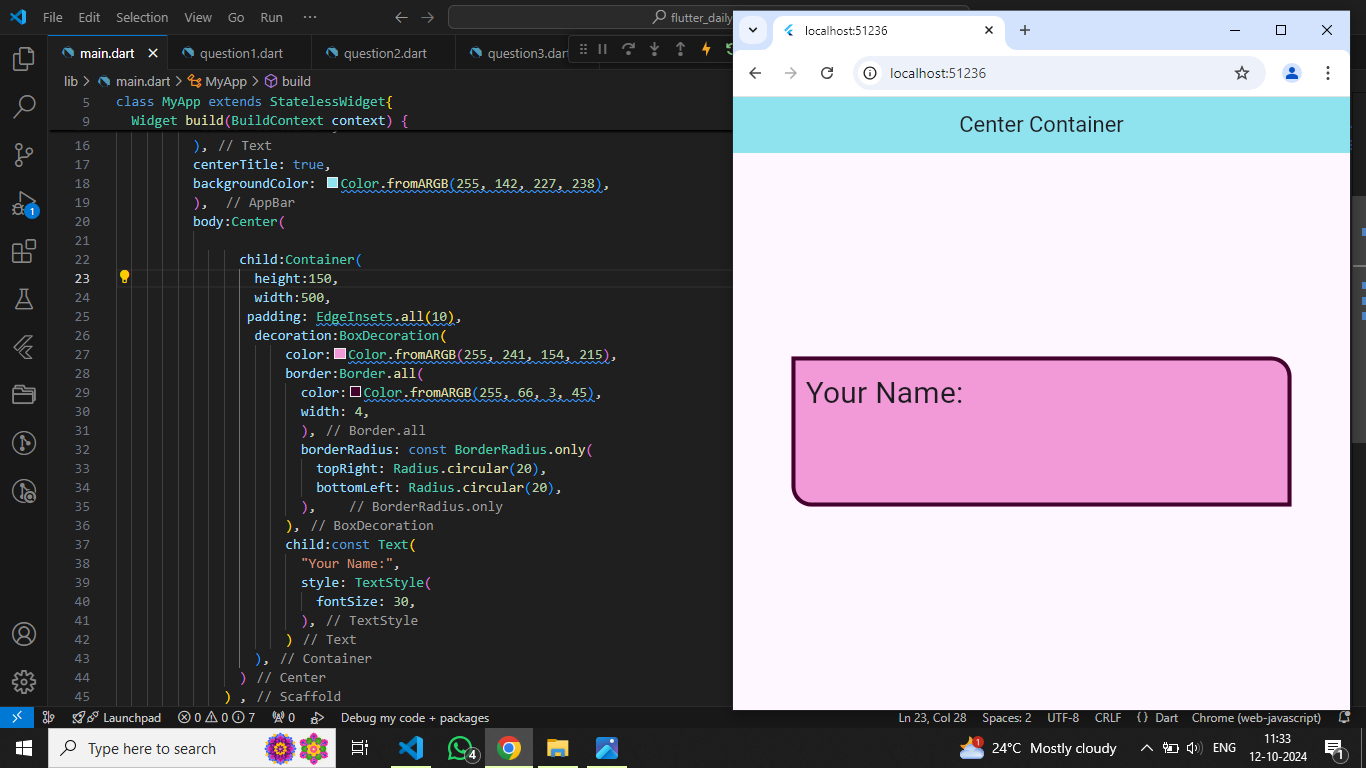 File Edit Selection View Go Run ···
flutter_daily
main.dart question1.dart question2.dart question3.dart
lib > main.dart > MyApp > build
5 class MyApp extends StatelessWidget{
9 Widget build(BuildContext context) {
16 ), // Text
17 centerTitle: true,
18 backgroundColor: Color.fromARGB(255, 142, 227, 238),
19 ), // AppBar
20 body:Center(
21
22 child:Container(
23 height:150,
24 width:500,
25 padding: EdgeInsets.all(10),
26 decoration:BoxDecoration(
27 color:Color.fromARGB(255, 241, 154, 215),
28 border:Border.all(
29 color:Color.fromARGB(255, 66, 3, 45),
30 width: 4,
31 ), // Border.all
32 borderRadius: const BorderRadius.only(
33 topRight: Radius.circular(20),
34 bottomLeft: Radius.circular(20),
35 ), // BorderRadius.only
36 ), // BoxDecoration
37 child:const Text(
38 "Your Name:",
39 style: TextStyle(
40 fontSize: 30,
41 ), // TextStyle
42 ) // Text
43 ), // Container
44 ) // Center
45 ) , // Scaffold
1
localhost:51236
localhost:51236
Center Container
Your Name:
Launchpad 0 0 7 0 Debug my code + packages
Ln 23, Col 28 Spaces: 2 UTF-8 CRLF {} Dart Chrome (web-javascript)
Type here to search
4
1
24°C Mostly cloudy
ENG
11:33
12-10-2024
1